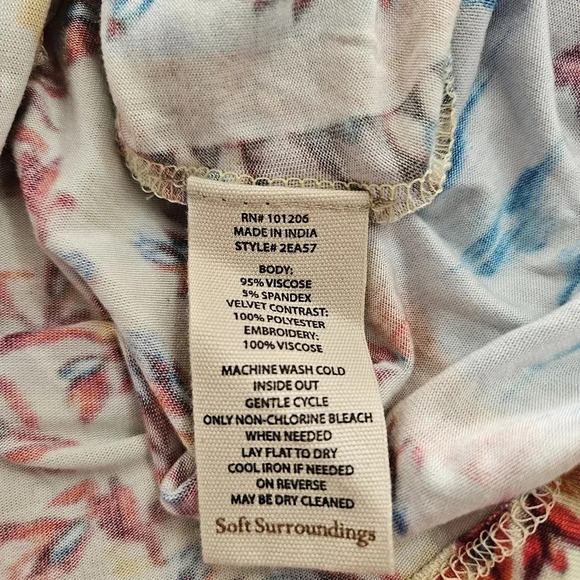 RN# 101206
MADE IN INDIA
STYLE# 2EA57
BODY:
95% VISCOSE
5% SPANDEX
VELVET CONTRAST:
100% POLYESTER
EMBROIDERY:
100% VISCOSE
MACHINE WASH COLD
INSIDE OUT
GENTLE CYCLE
ONLY NON-CHLORINE BLEACH
WHEN NEEDED
LAY FLAT TO DRY
COOL IRON IF NEEDED
ON REVERSE
MAY BE DRY CLEANED
Soft Surroundings